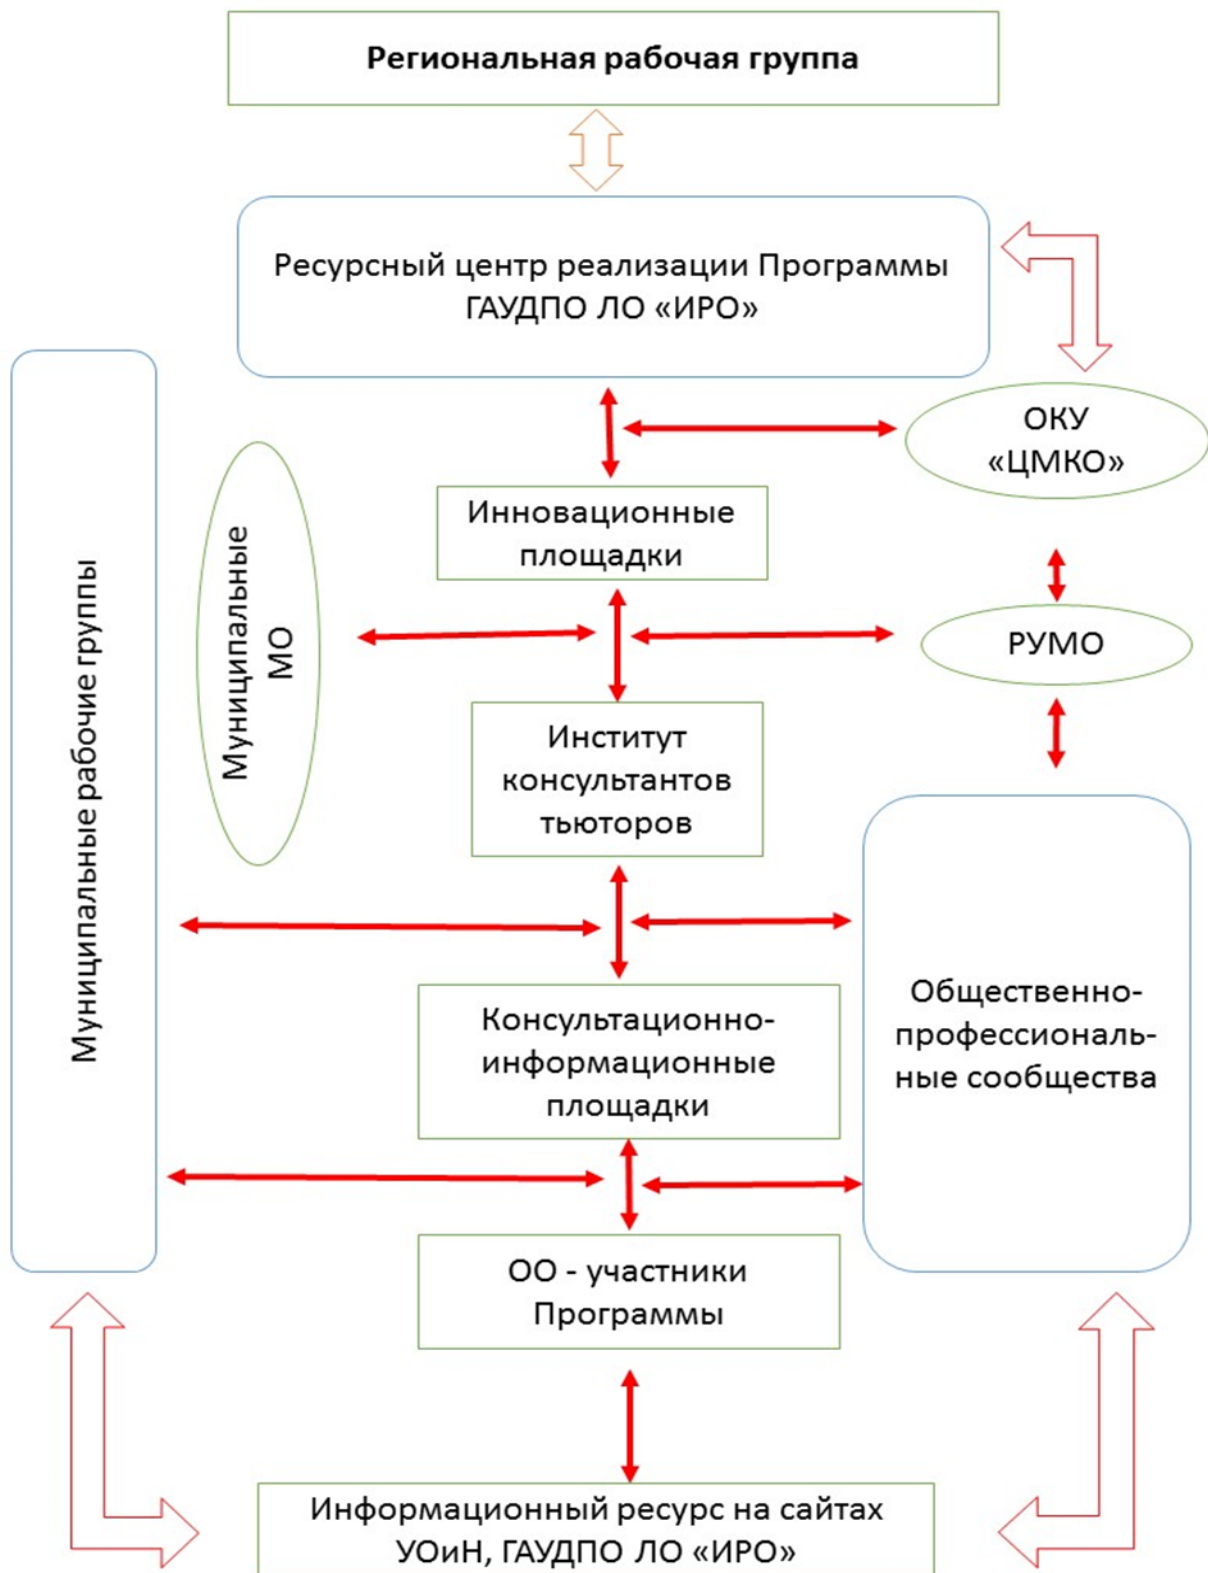 Региональная рабочая группа
Ресурсный центр реализации Программы
ГАУДПО ЛО «ИРО»
ОКУ
«ЦМКО»
Инновационные
площадки
Муниципальные рабочие группы
Муниципальные
МО
РУМО
Институт
консультантов
тьюторов
Консультационно-
информационные
площадки
Общественно-
профессиональ-
ные сообщества
ОО - участники
Программы
Информационный ресурс на сайтах
УОиН, ГАУДПО ЛО «ИРО»